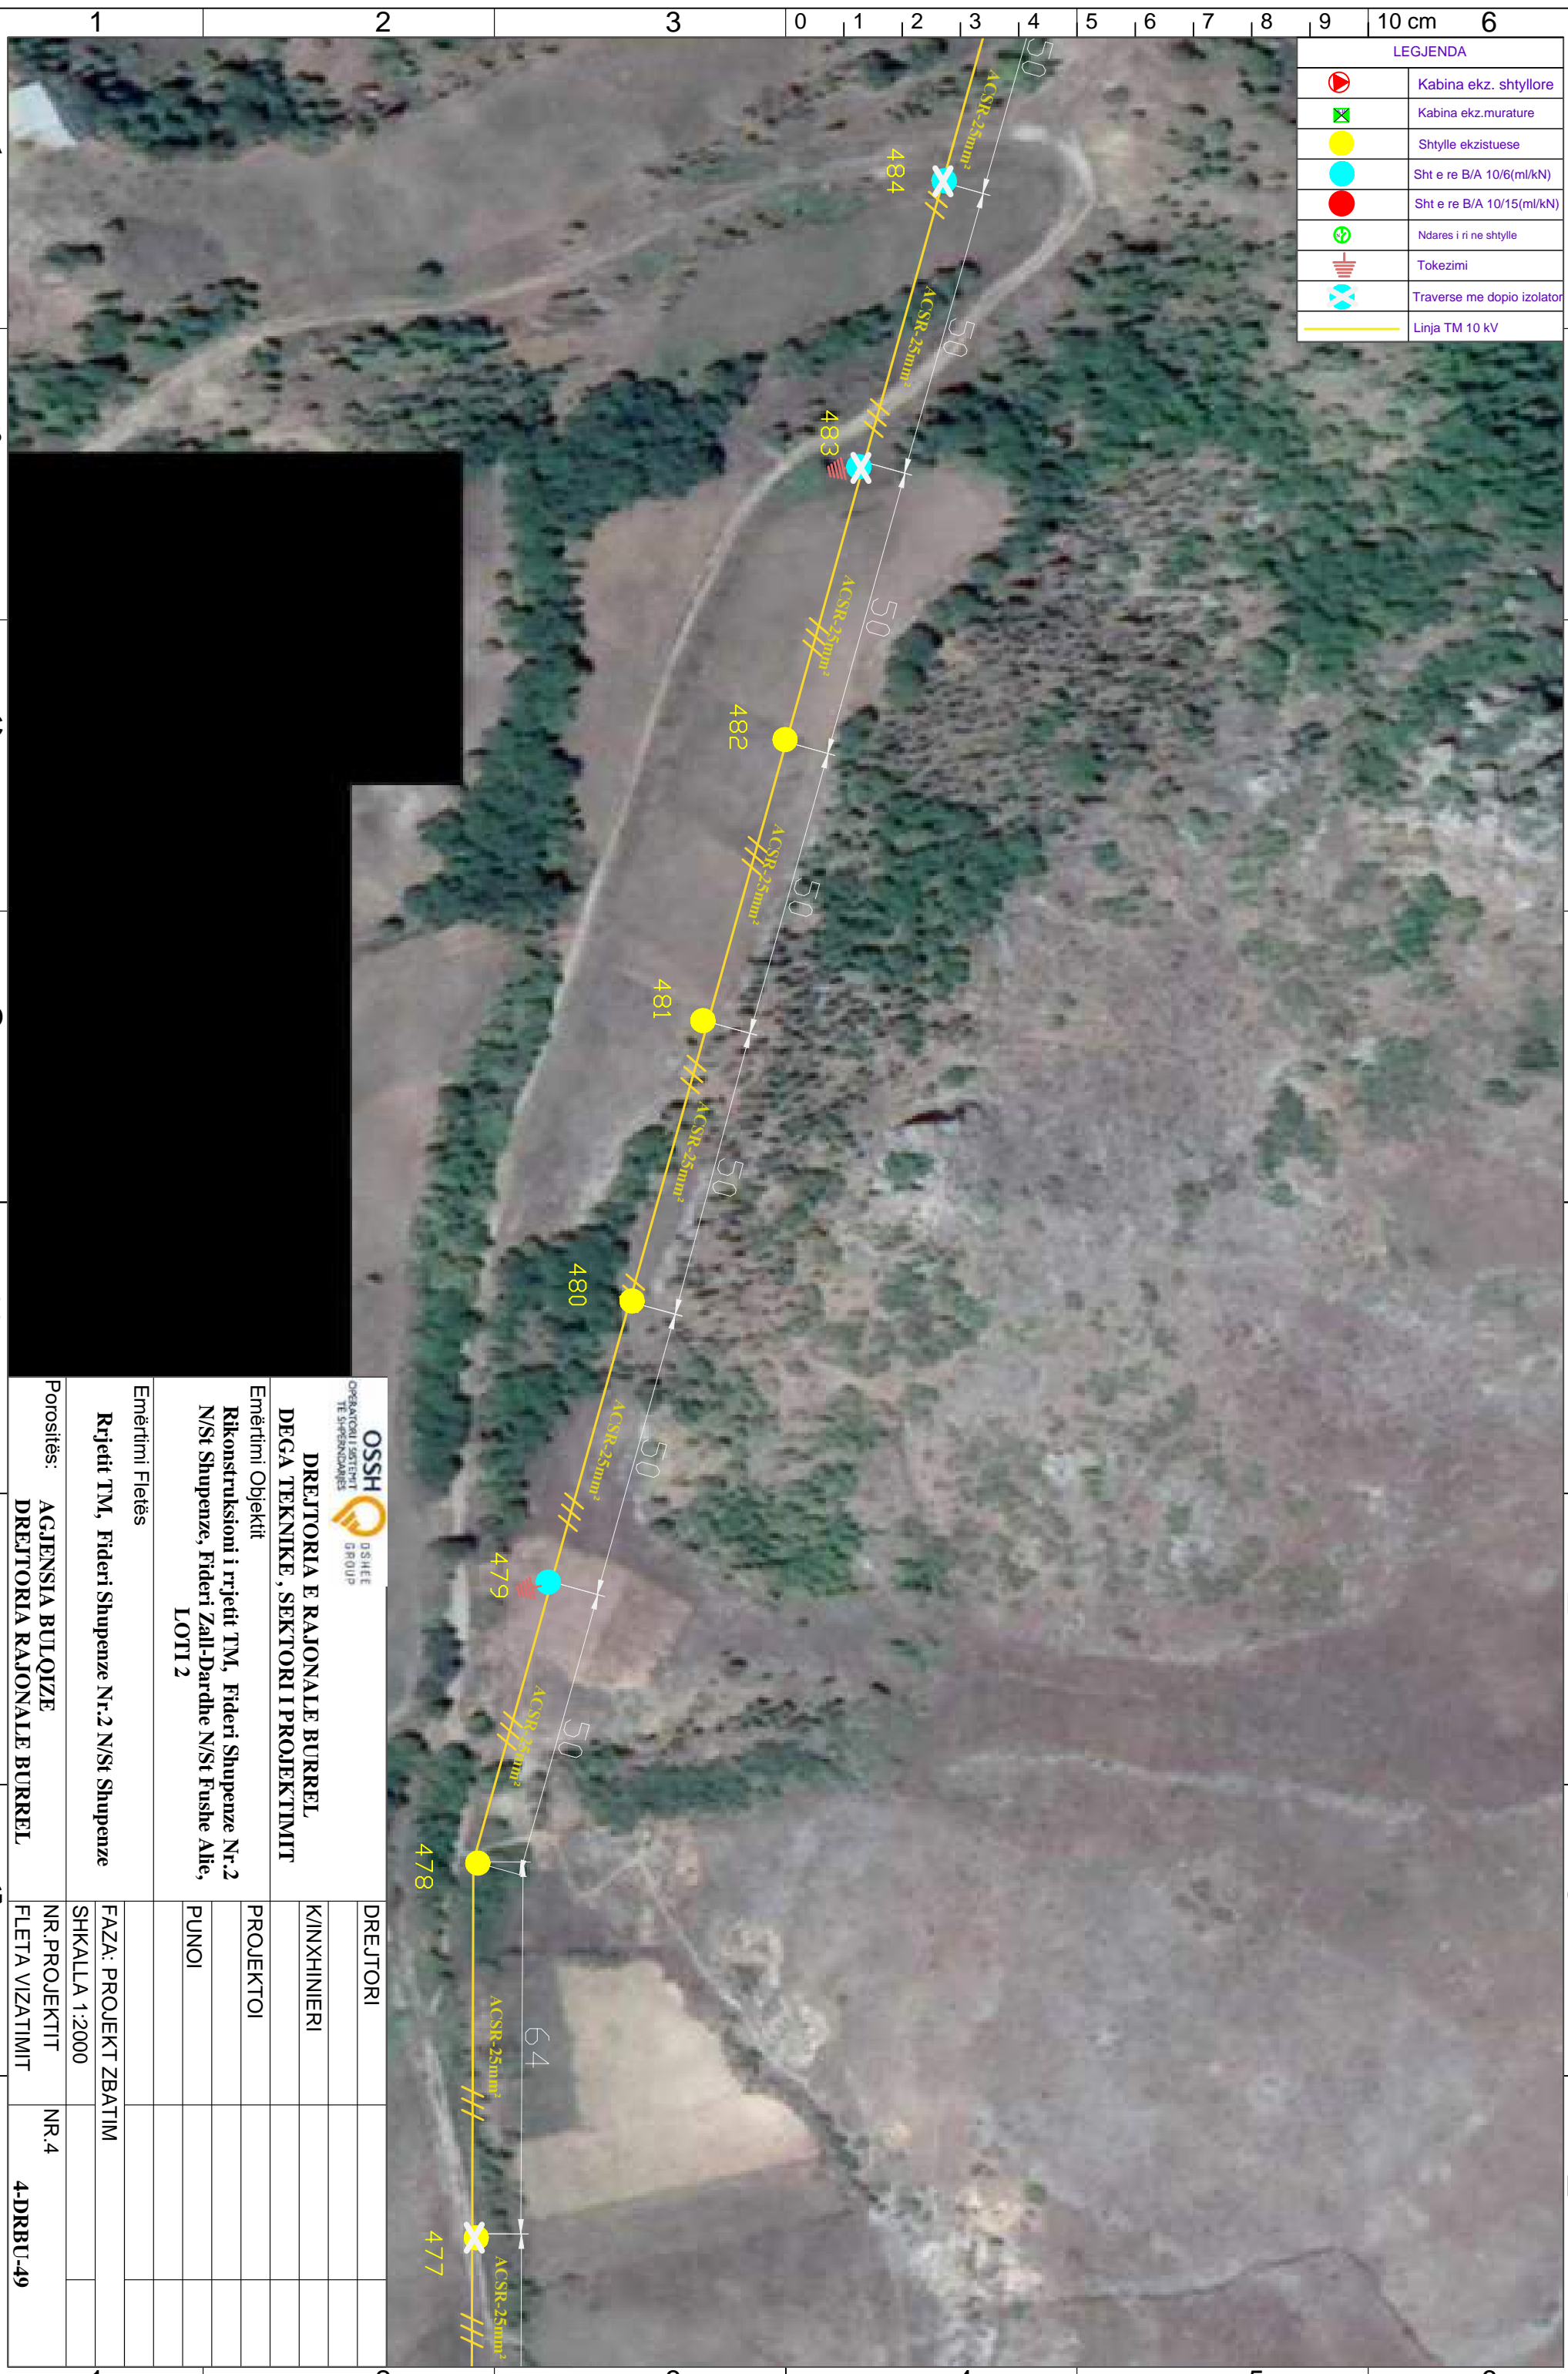 1 2 3 0 1 2 3 4 5 6 7 8 9 10 cm 6
LEGJENDA
Kabina ekz. shtyllore
Kabina ekz.murature
Shtylle ekzistuese
Sht e re B/A 10/6(ml/kN)
Sht e re B/A 10/15(ml/kN)
Ndares i ri ne shtylle
Tokezimi
Traverse me dopio izolator
Linja TM 10 kV
50
ACSR-25mm²
484
50
ACSR-25mm²
483
50
ACSR-25mm²
482
50
ACSR-25mm²
481
50
ACSR-25mm²
480
50
ACSR-25mm²
479
50
ACSR-25mm²
478
64
ACSR-25mm²
477
ACSR-25mm²
OSSH
OPERATORI I SISTEMIT
TË SHPËRNDARJES
OSHEE
GROUP
DREJTORIA E RAJONALE BURREL
DEGA TEKNIKE , SEKTORI I PROJEKTIMIT
Emërtimi Objektit
Rikonstruksioni i rrjetit TM, Fideri Shupenze Nr.2
N/St Shupenze, Fideri Zall-Dardhe N/St Fushe Alie,
LOTI 2
Emërtimi Fletës
Rrjetit TM, Fideri Shupenze Nr.2 N/St Shupenze
Porositës: AGJENSIA BULQIZE
DREJTORIA RAJONALE BURREL
DREJTORI
K/INXHINIERI
PROJEKTOI
PUNOI
FAZA: PROJEKT ZBATIM
SHKALLA 1:2000
NR.PROJEKTIT NR.4
FLETA VIZATIMIT 4-DRBU-49